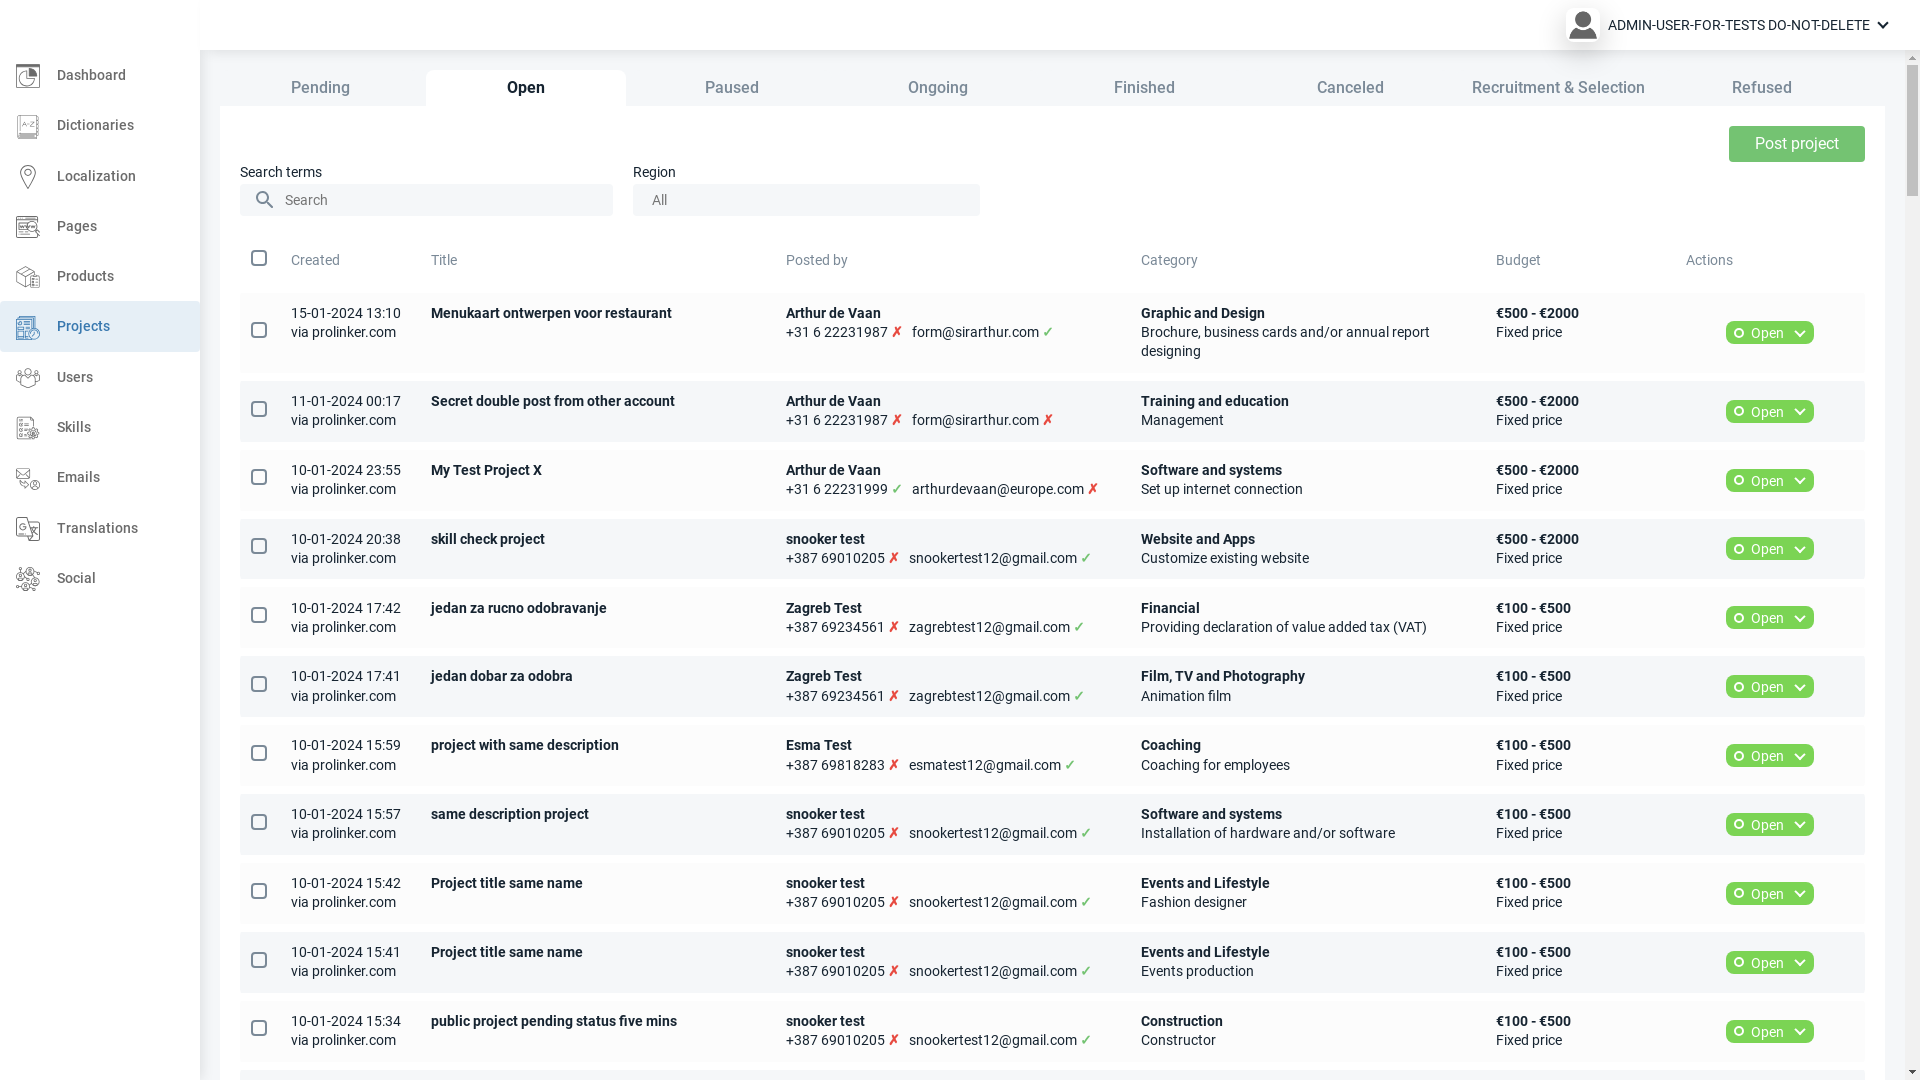 ADMIN-USER-FOR-TESTS DO-NOT-DELETE
Dashboard
Dictionaries
Localization
Pages
Products
Projects
Users
Skills
Emails
Translations
Social
Pending Open Paused Ongoing Finished Canceled Recruitment & Selection Refused
Post project
Search terms Region
Search All
Created Title Posted by Category Budget Actions
15-01-2024 13:10 Menukaart ontwerpen voor restaurant Arthur de Vaan Graphic and Design €500 - €2000
via prolinker.com +31 6 22231987 ✗ form@sirarthur.com ✓ Brochure, business cards and/or annual report Fixed price Open
designing
11-01-2024 00:17 Secret double post from other account Arthur de Vaan Training and education €500 - €2000
via prolinker.com +31 6 22231987 ✗ form@sirarthur.com ✗ Management Fixed price Open
10-01-2024 23:55 My Test Project X Arthur de Vaan Software and systems €500 - €2000
via prolinker.com +31 6 22231999 ✓ arthurdevaan@europe.com ✗ Set up internet connection Fixed price Open
10-01-2024 20:38 skill check project snooker test Website and Apps €500 - €2000
via prolinker.com +387 69010205 ✗ snookertest12@gmail.com ✓ Customize existing website Fixed price Open
10-01-2024 17:42 jedan za rucno odobravanje Zagreb Test Financial €100 - €500
via prolinker.com +387 69234561 ✗ zagrebtest12@gmail.com ✓ Providing declaration of value added tax (VAT) Fixed price Open
10-01-2024 17:41 jedan dobar za odobra Zagreb Test Film, TV and Photography €100 - €500
via prolinker.com +387 69234561 ✗ zagrebtest12@gmail.com ✓ Animation film Fixed price Open
10-01-2024 15:59 project with same description Esma Test Coaching €100 - €500
via prolinker.com +387 69818283 ✗ esmatest12@gmail.com ✓ Coaching for employees Fixed price Open
10-01-2024 15:57 same description project snooker test Software and systems €100 - €500
via prolinker.com +387 69010205 ✗ snookertest12@gmail.com ✓ Installation of hardware and/or software Fixed price Open
10-01-2024 15:42 Project title same name snooker test Events and Lifestyle €100 - €500
via prolinker.com +387 69010205 ✗ snookertest12@gmail.com ✓ Fashion designer Fixed price Open
10-01-2024 15:41 Project title same name snooker test Events and Lifestyle €100 - €500
via prolinker.com +387 69010205 ✗ snookertest12@gmail.com ✓ Events production Fixed price Open
10-01-2024 15:34 public project pending status five mins snooker test Construction €100 - €500
via prolinker.com +387 69010205 ✗ snookertest12@gmail.com ✓ Constructor Fixed price Open